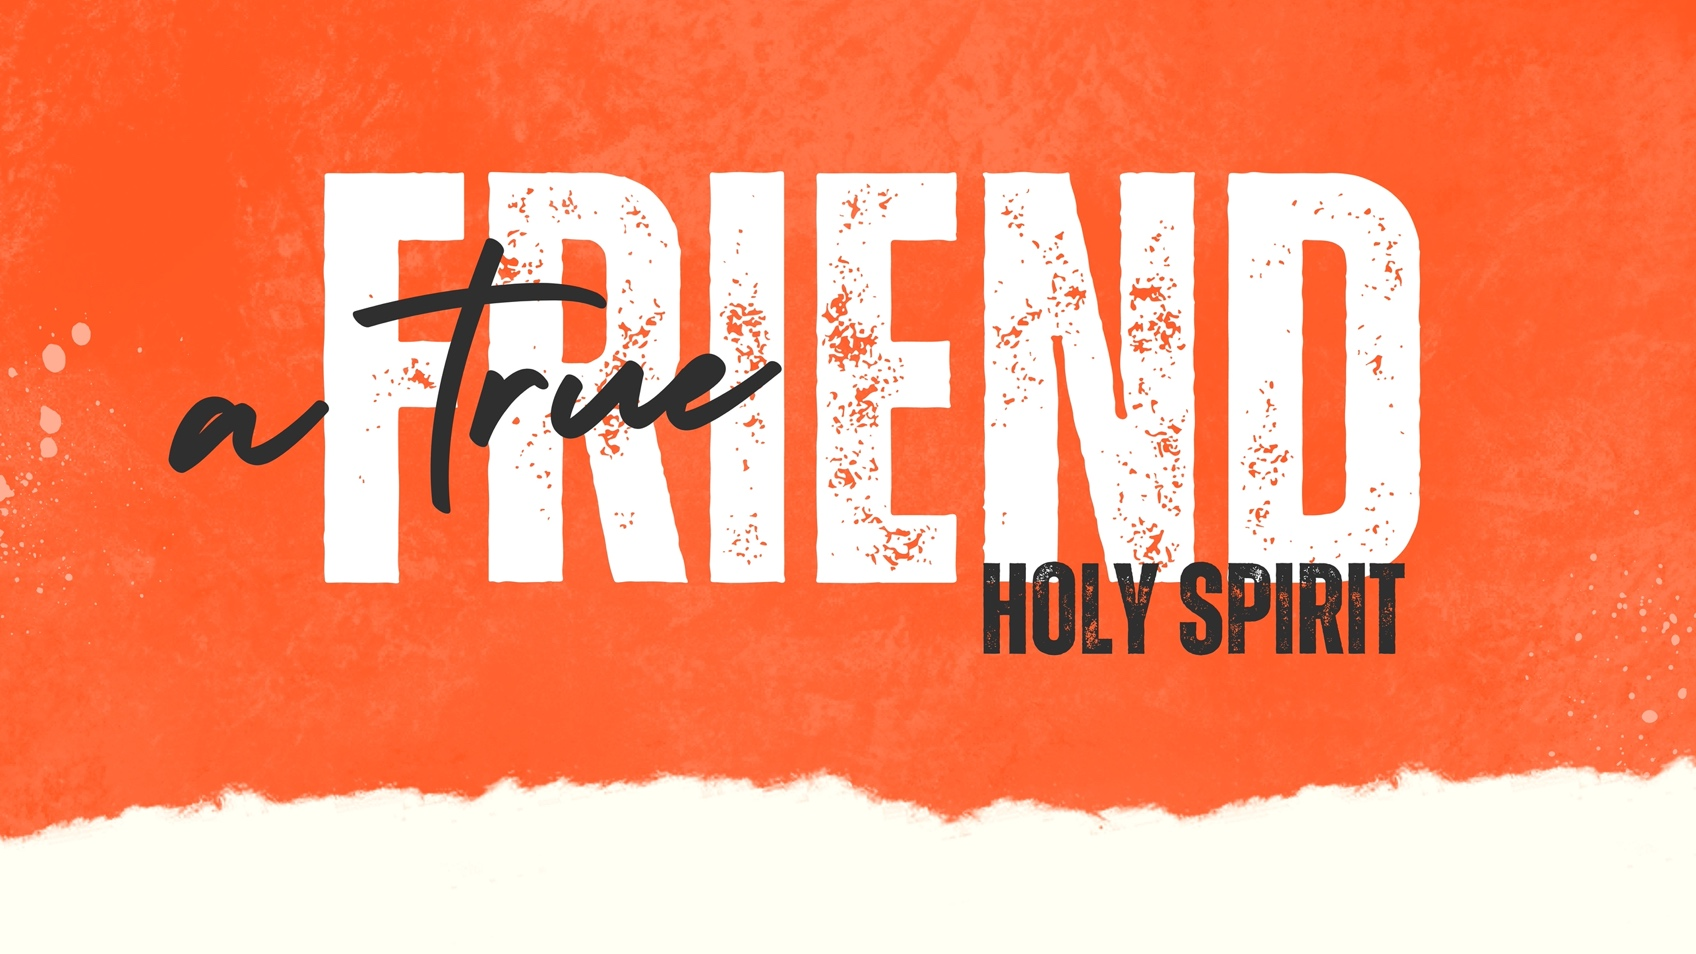 a true
FRIEND
HOLY SPIRIT